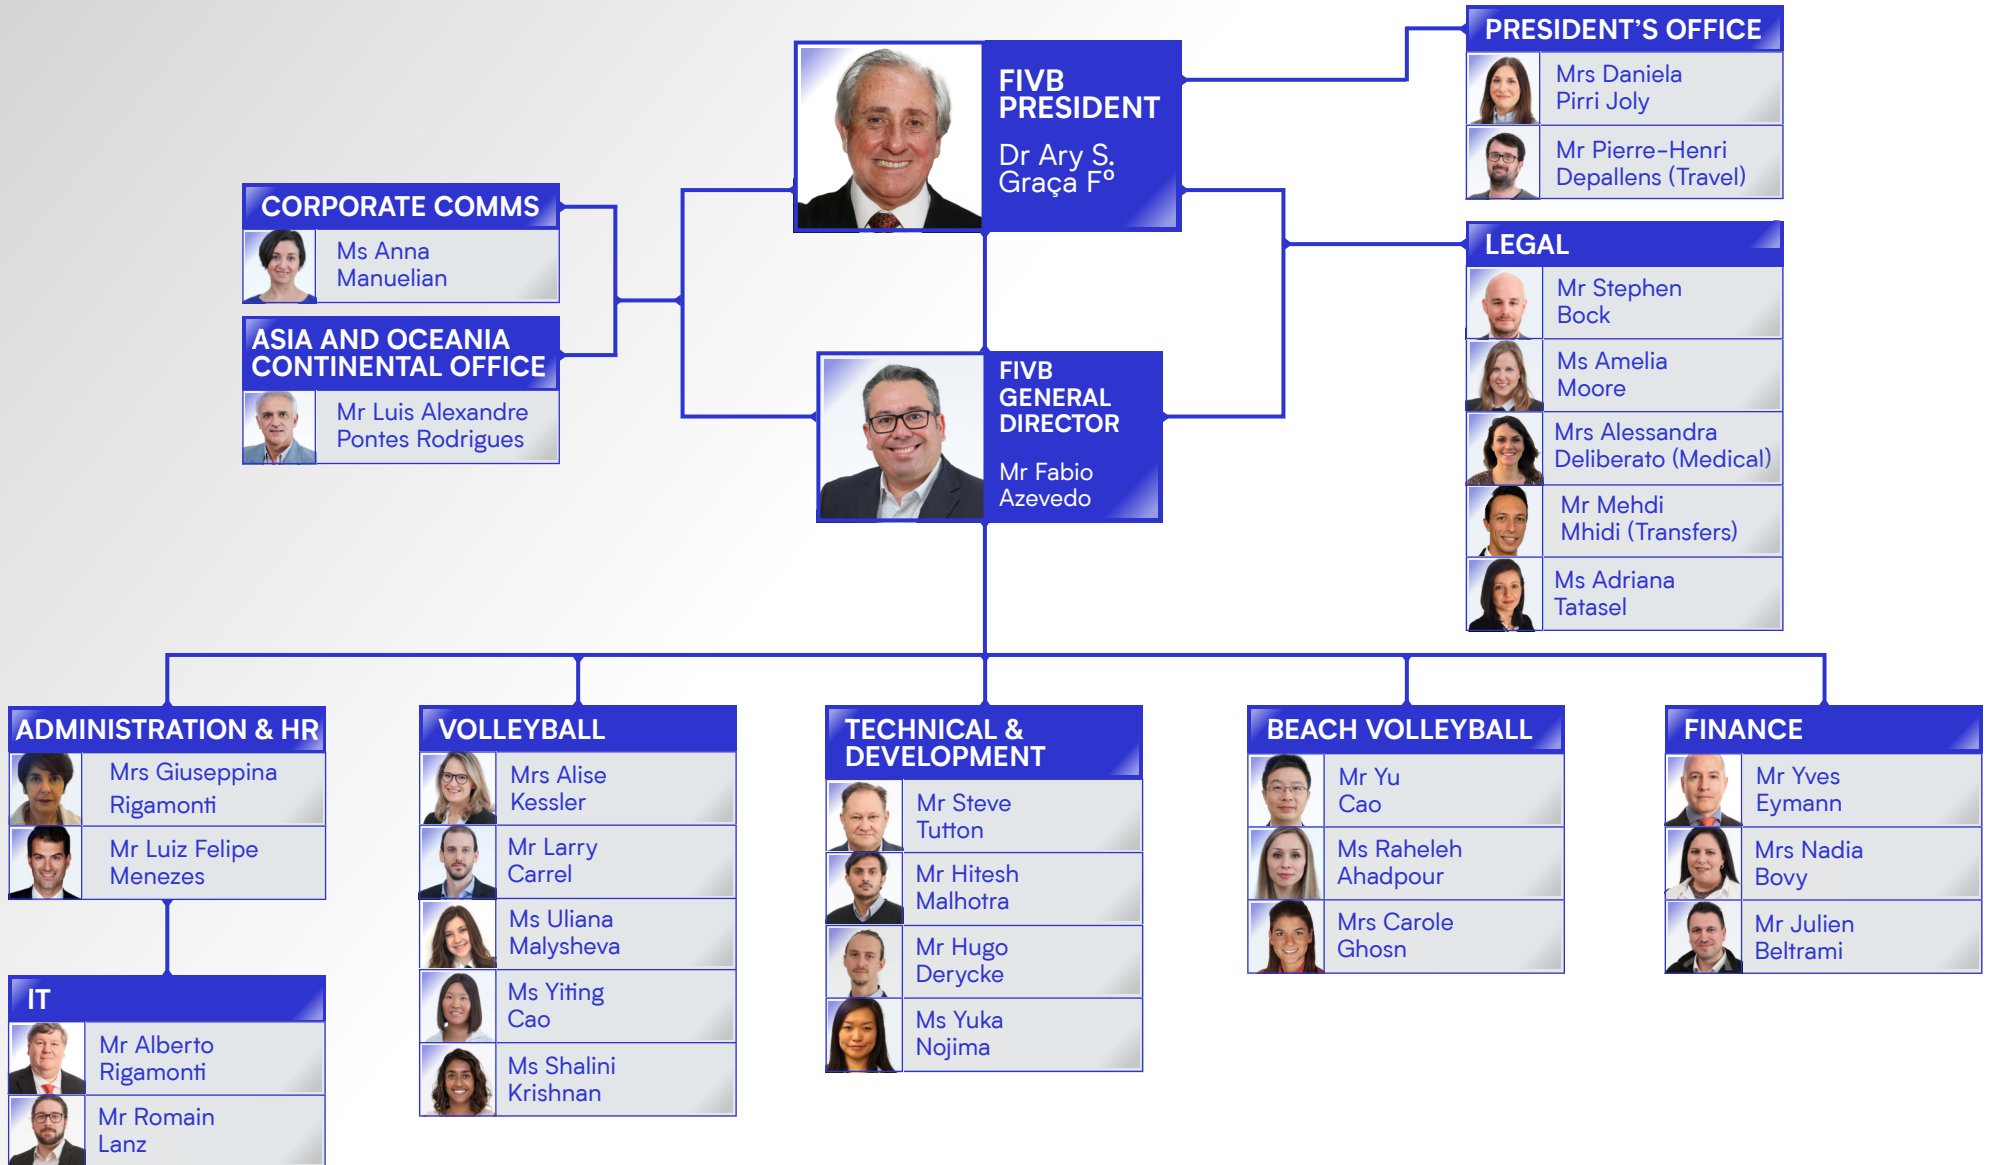 FIVB
PRESIDENT
Dr Ary S.
Graça Fº
PRESIDENT'S OFFICE
Mrs Daniela
Pirri Joly
Mr Pierre-Henri
Depallens (Travel)
CORPORATE COMMS
Ms Anna
Manuelian
ASIA AND OCEANIA
CONTINENTAL OFFICE
Mr Luis Alexandre
Pontes Rodrigues
FIVB
GENERAL
DIRECTOR
Mr Fabio
Azevedo
LEGAL
Mr Stephen
Bock
Ms Amelia
Moore
Mrs Alessandra
Deliberato (Medical)
Mr Mehdi
Mhidi (Transfers)
Ms Adriana
Tatasel
ADMINISTRATION & HR
Mrs Giuseppina
Rigamonti
Mr Luiz Felipe
Menezes
IT
Mr Alberto
Rigamonti
Mr Romain
Lanz
VOLLEYBALL
Mrs Alise
Kessler
Mr Larry
Carrel
Ms Uliana
Malysheva
Ms Yiting
Cao
Ms Shalini
Krishnan
TECHNICAL &
DEVELOPMENT
Mr Steve
Tutton
Mr Hitesh
Malhotra
Mr Hugo
Derycke
Ms Yuka
Nojima
BEACH VOLLEYBALL
Mr Yu
Cao
Ms Raheleh
Ahadpour
Mrs Carole
Ghosn
FINANCE
Mr Yves
Eymann
Mrs Nadia
Bovy
Mr Julien
Beltrami